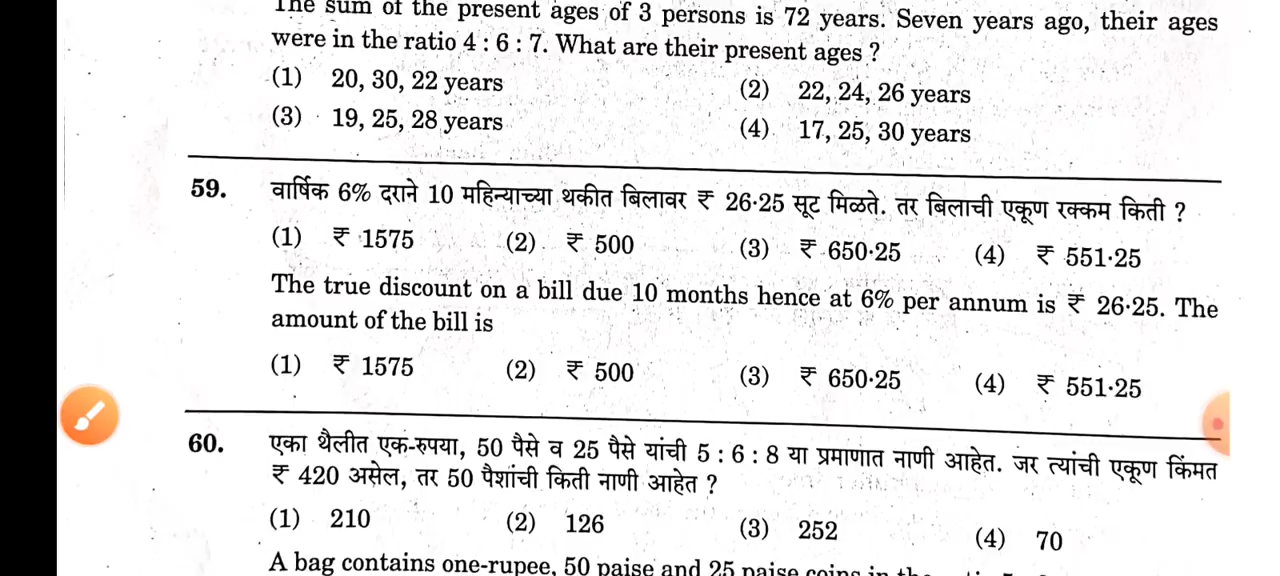 The sum of the present ages of 3 persons is 72 years. Seven years ago, their ages
were in the ratio 4 : 6 : 7. What are their present ages ?
(1) 20, 30, 22 years (2) 22, 24, 26 years
(3) 19, 25, 28 years (4) 17, 25, 30 years
59. वार्षिक 6% दराने 10 महिन्याच्या थकीत बिलावर ₹ 26·25 सूट मिळते. तर बिलाची एकूण रक्कम किती ?
(1) ₹ 1575 (2) ₹ 500 (3) ₹ 650·25 (4) ₹ 551·25
The true discount on a bill due 10 months hence at 6% per annum is ₹ 26·25. The
amount of the bill is
(1) ₹ 1575 (2) ₹ 500 (3) ₹ 650·25 (4) ₹ 551·25
60. एका थैलीत एक-रुपया, 50 पैसे व 25 पैसे यांची 5 : 6 : 8 या प्रमाणात नाणी आहेत. जर त्यांची एकूण किंमत
₹ 420 असेल, तर 50 पैशांची किती नाणी आहेत ?
(1) 210 (2) 126 (3) 252 (4) 70
A bag contains one-rupee, 50 paise and 25 paise coins in the